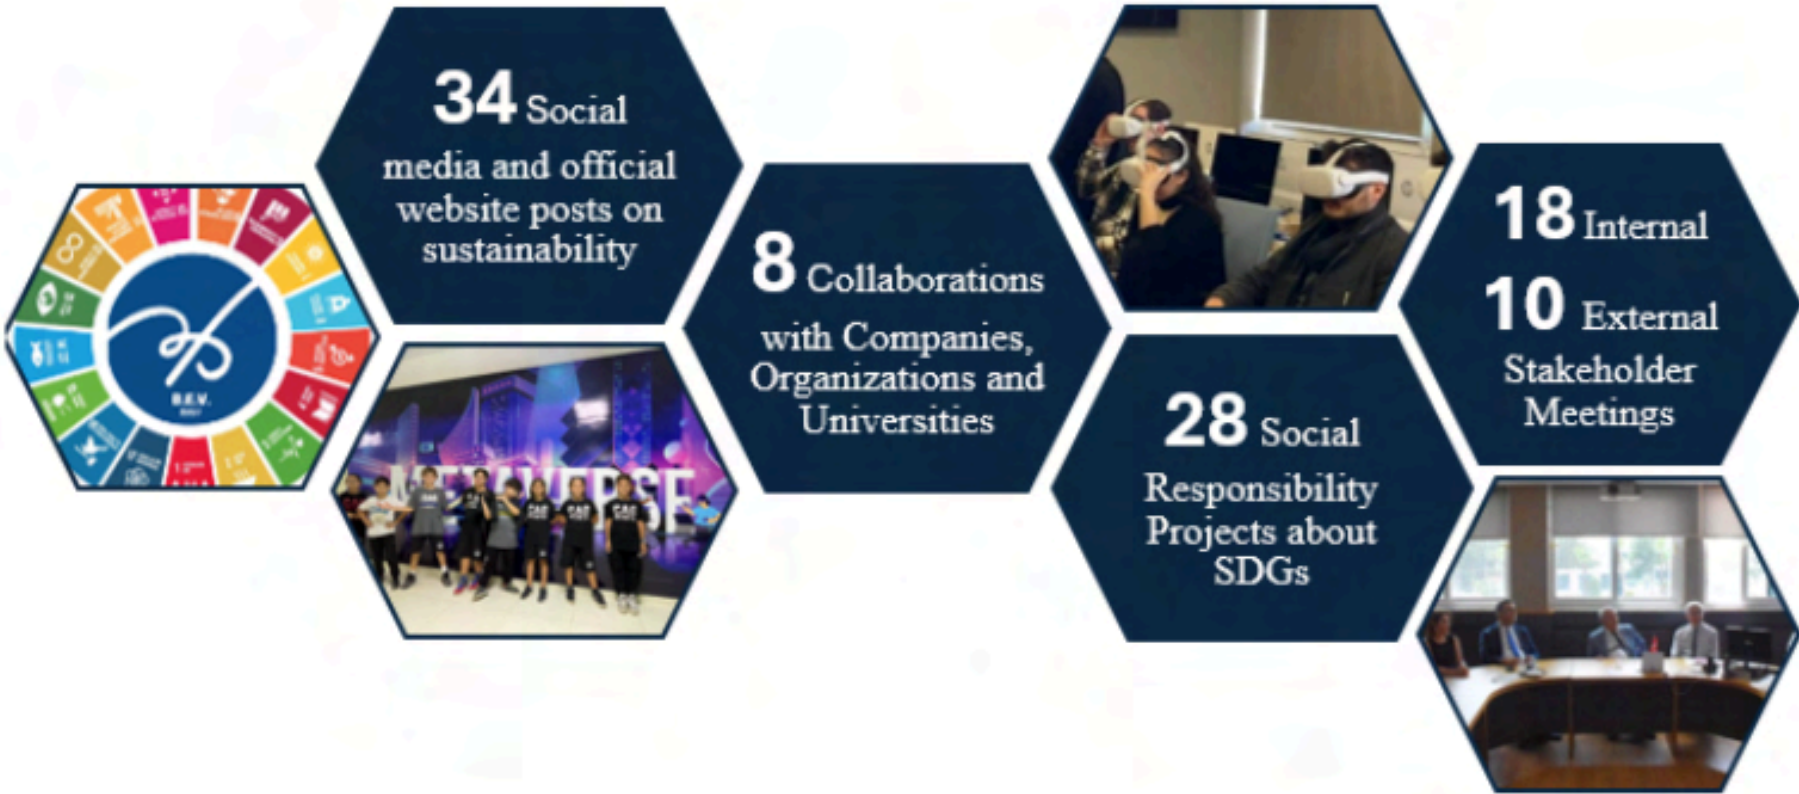 34 Social
media and official
website posts on
sustainability
8 Collaborations
with Companies,
Organizations and
Universities
28 Social
Responsibility
Projects about
SDGs
18 Internal
10 External
Stakeholder
Meetings
B.E.V.
METAVERSE